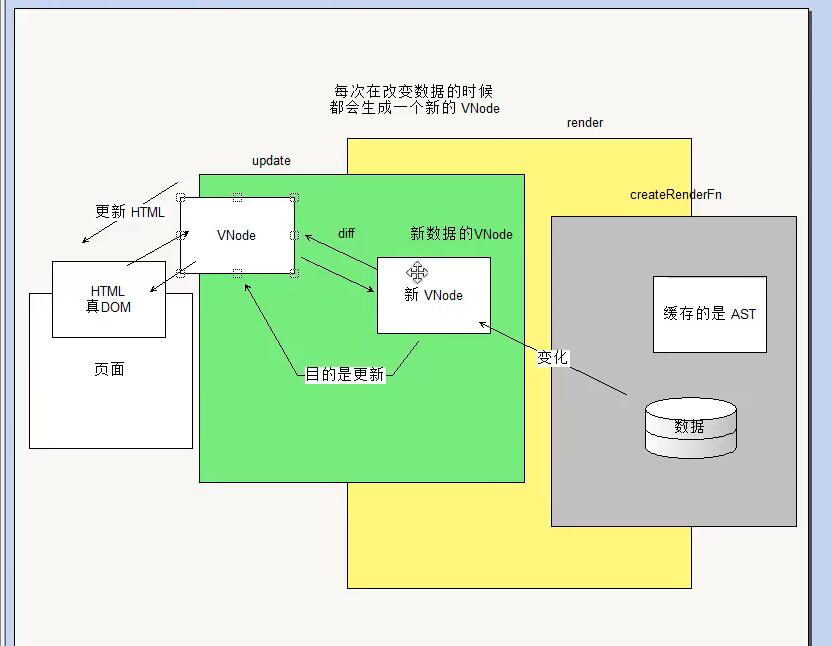 每次在改变数据的时候
都会生成一个新的 VNode
render
update
createRenderFn
更新 HTML
VNode
diff
新数据的VNode
HTML
真DOM
新 VNode
缓存的是 AST
变化
页面
目的是更新
数据